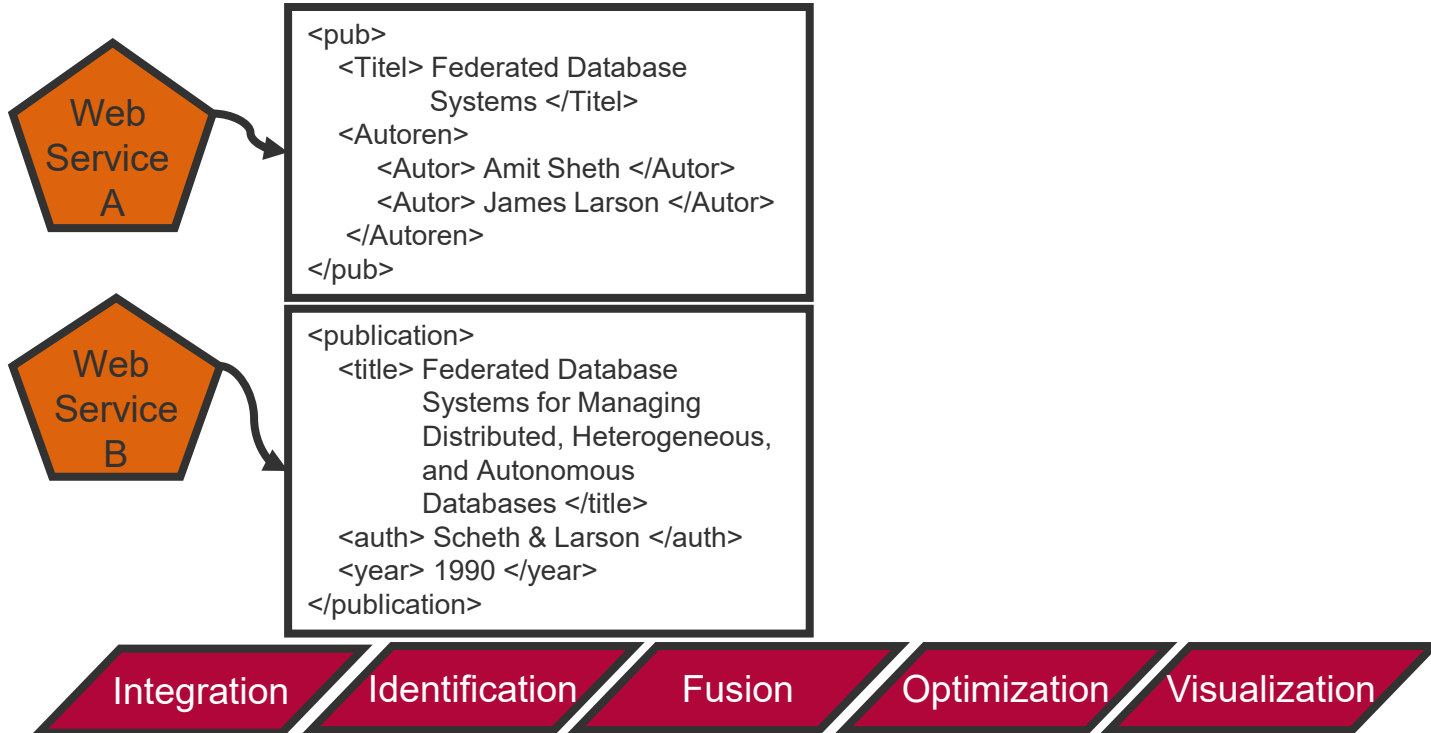 Web
Service
A
<pub>
<Titel> Federated Database
Systems </Titel>
<Autoren>
<Autor> Amit Sheth </Autor>
<Autor> James Larson </Autor>
</Autoren>
</pub>
Web
Service
B
<publication>
<title> Federated Database
Systems for Managing
Distributed, Heterogeneous,
and Autonomous
Databases </title>
<auth> Scheth & Larson </auth>
<year> 1990 </year>
</publication>
Integration
Identification
Fusion
Optimization
Visualization